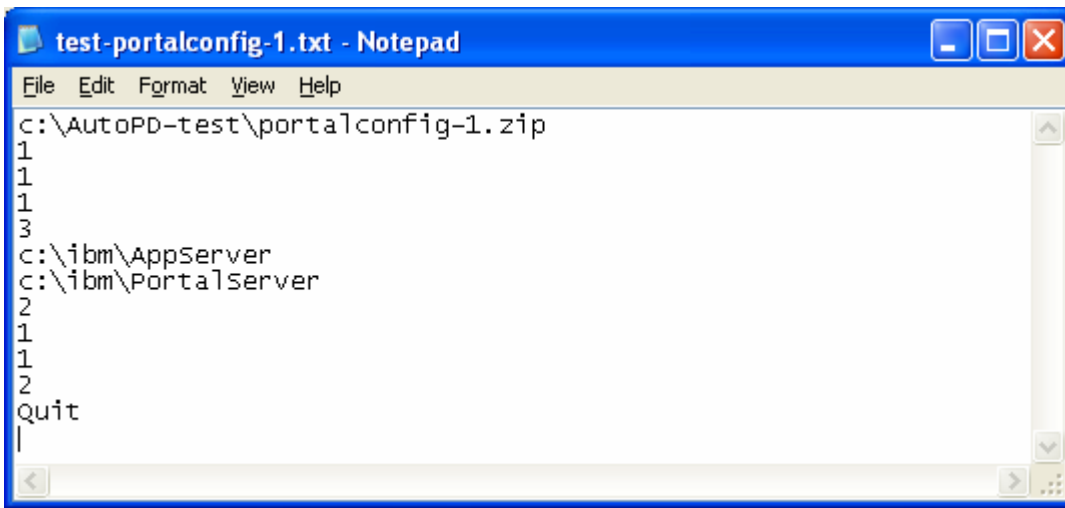 test-portalconfig-1.txt - Notepad
File Edit Format View Help
c:\AutoPD-test\portalconfig-1.zip
1
1
1
3
c:\ibm\AppServer
c:\ibm\PortalServer
2
1
1
2
Quit